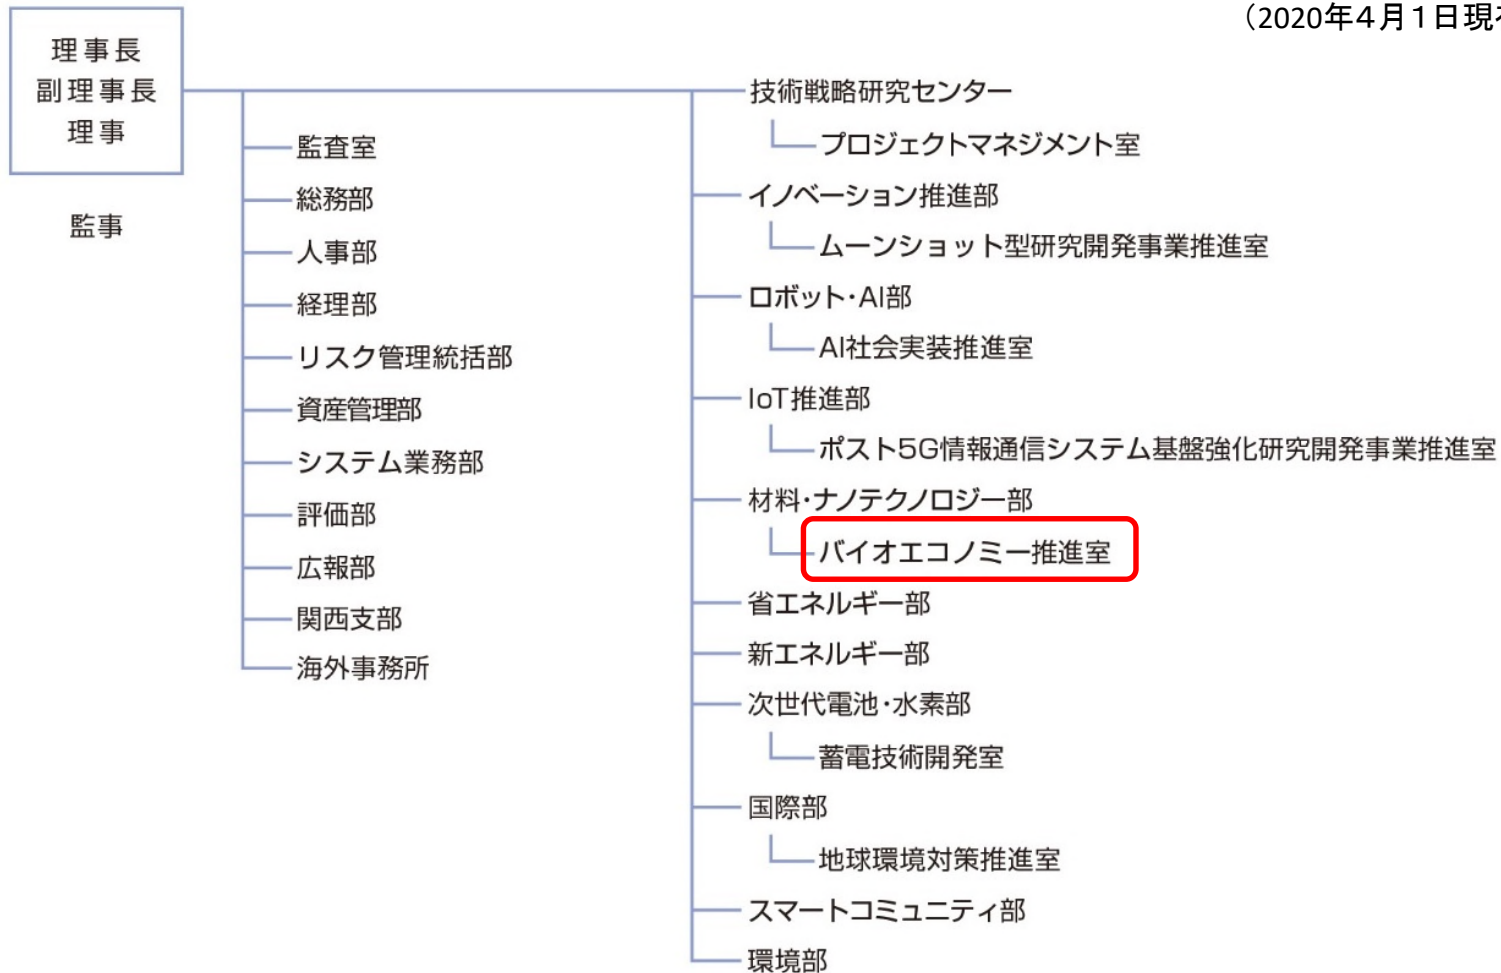 （2020年４月１日現
理事長
副理事長
理事
監事
監査室
総務部
人事部
経理部
リスク管理統括部
資産管理部
システム業務部
評価部
広報部
関西支部
海外事務所
技術戦略研究センター
プロジェクトマネジメント室
イノベーション推進部
ムーンショット型研究開発事業推進室
ロボット・AI部
AI社会実装推進室
IoT推進部
ポスト5G情報通信システム基盤強化研究開発事業推進室
材料・ナノテクノロジー部
バイオエコノミー推進室
省エネルギー部
新エネルギー部
次世代電池・水素部
蓄電技術開発室
国際部
地球環境対策推進室
スマートコミュニティ部
環境部